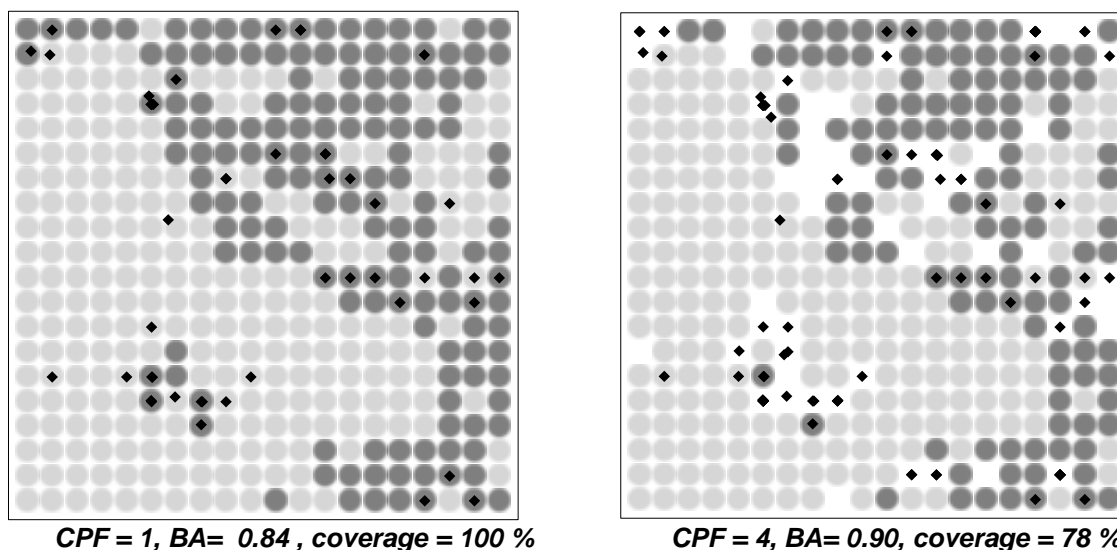 CPF = 1, BA= 0.84 , coverage = 100 %
CPF = 4, BA= 0.90, coverage = 78 %